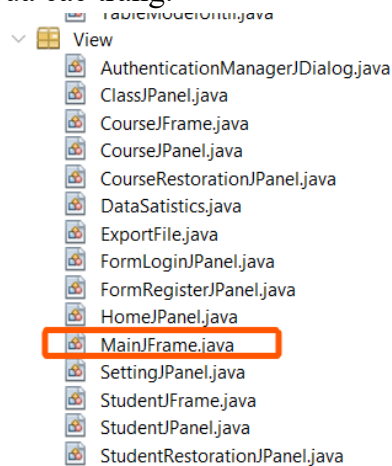 View
AuthenticationManagerJDialog.java
ClassJPanel.java
CourseJFrame.java
CourseJPanel.java
CourseRestorationJPanel.java
DataSatistics.java
ExportFile.java
FormLoginJPanel.java
FormRegisterJPanel.java
HomeJPanel.java
MainJFrame.java
SettingJPanel.java
StudentJFrame.java
StudentJPanel.java
StudentRestorationJPanel.java